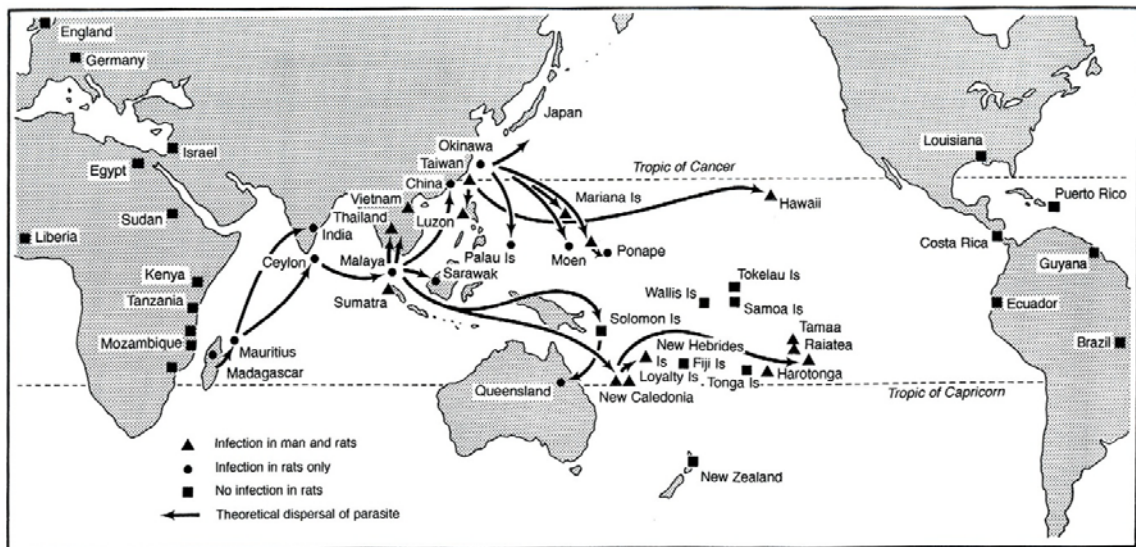 England
Germany
Japan
Israel
Egypt
Okinawa
Taiwan
Louisiana
Tropic of Cancer
China
Vietnam
Mariana Is
Puerto Rico
Thailand
Luzon
Hawaii
Sudan
Liberia
India
Costa Rica
Palau Is
Moen
Ponape
Ceylon
Malaya
Sarawak
Guyana
Kenya
Tokelau Is
Sumatra
Wallis Is
Tanzania
Samoa Is
Ecuador
Solomon Is
Tamaa
Mozambique
New Hebrides
Is
Raiatea
Brazil
Mauritius
Fiji Is
Harotonga
Madagascar
Loyalty Is
Tonga Is
Queensland
New Caledonia
Tropic of Capricorn
Infection in man and rats
Infection in rats only
No infection in rats
Theoretical dispersal of parasite
New Zealand